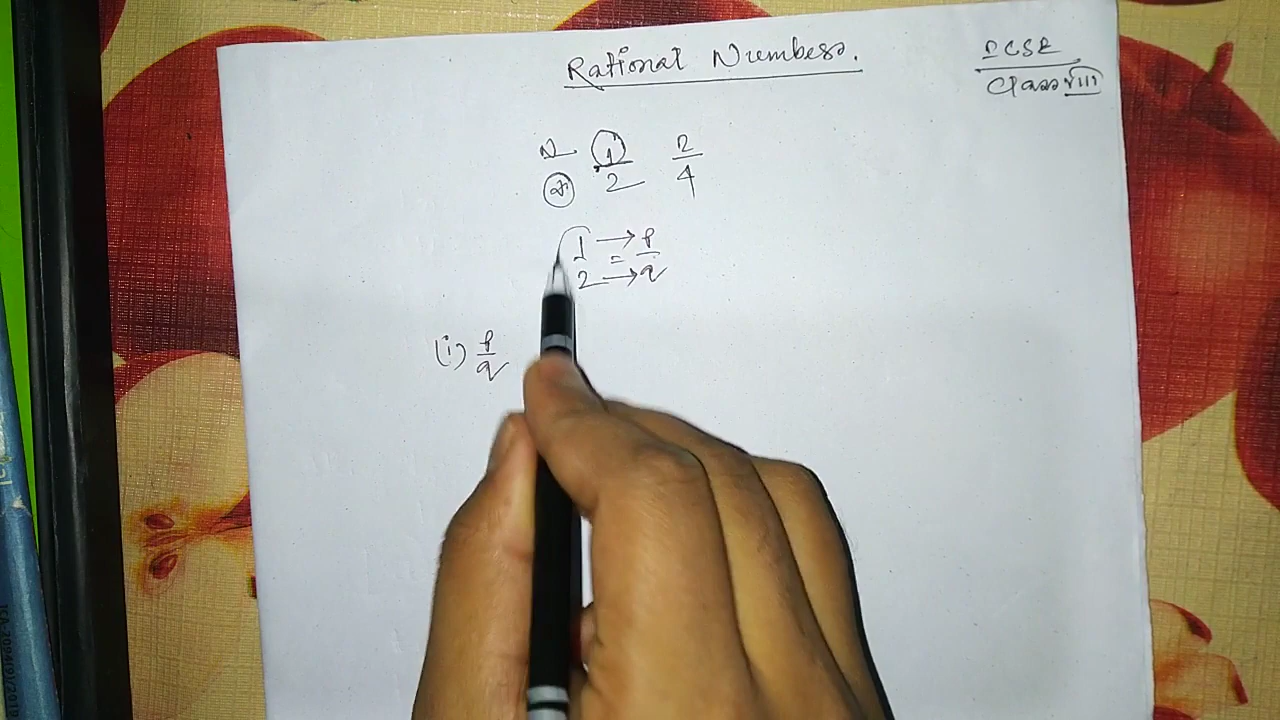 Rational Numbers.
ICSE
Class VIII
N 1/2 2/4
1 → p
=
2 → q
(i) p/q